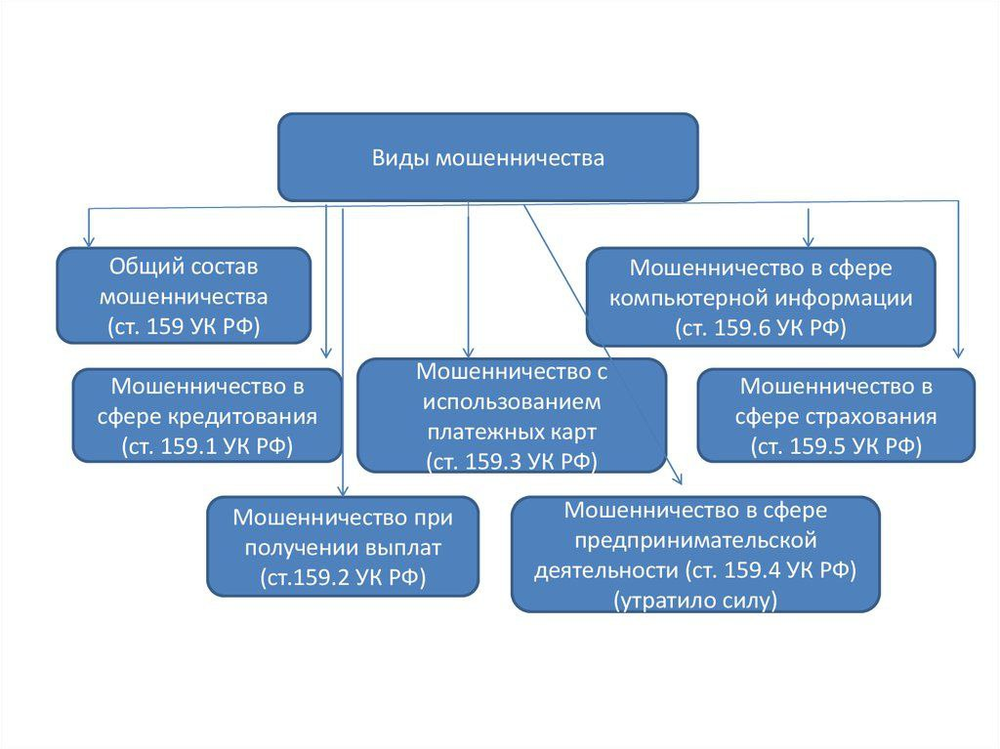 Виды мошенничества
Общий состав
мошенничества
(ст. 159 УК РФ)
Мошенничество в сфере
компьютерной информации
(ст. 159.6 УК РФ)
Мошенничество в
сфере кредитования
(ст. 159.1 УК РФ)
Мошенничество с
использованием
платежных карт
(ст. 159.3 УК РФ)
Мошенничество в
сфере страхования
(ст. 159.5 УК РФ)
Мошенничество при
получении выплат
(ст.159.2 УК РФ)
Мошенничество в сфере
предпринимательской
деятельности (ст. 159.4 УК РФ)
(утратило силу)